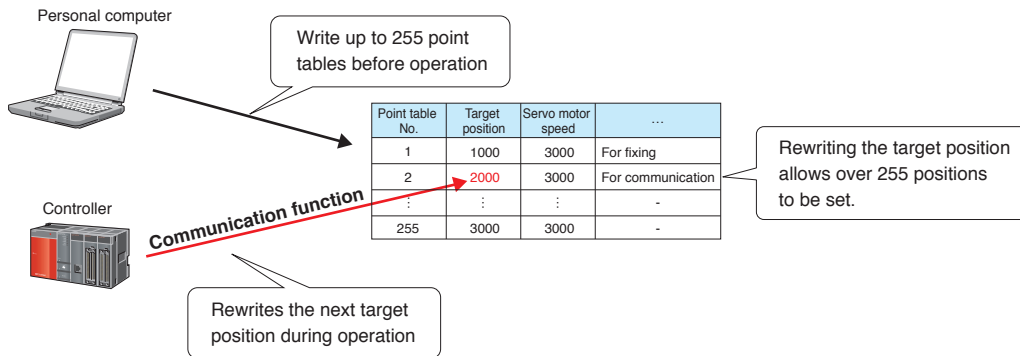 Personal computer
Write up to 255 point
tables before operation
Point table
No.
Target
position
Servo motor
speed
…
1 1000 3000 For fixing
2 2000 3000 For communication
⋮ ⋮ ⋮ -
255 3000 3000 -
Rewriting the target position
allows over 255 positions
to be set.
Controller
Communication function
Rewrites the next target
position during operation